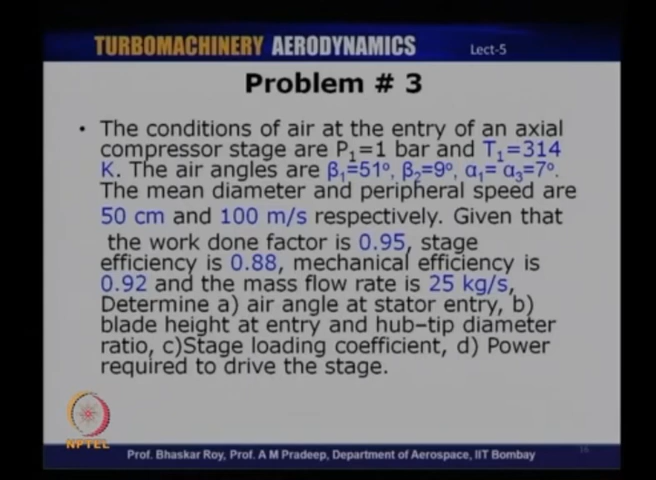 TURBOMACHINERY AERODYNAMICS Lect-5
Problem # 3
• The conditions of air at the entry of an axial
compressor stage are P₁=1 bar and T₁=314
K. The air angles are β₁=51º, β₂=9º, α₁= α₃=7º.
The mean diameter and peripheral speed are
50 cm and 100 m/s respectively. Given that
the work done factor is 0.95, stage
efficiency is 0.88, mechanical efficiency is
0.92 and the mass flow rate is 25 kg/s,
Determine a) air angle at stator entry, b)
blade height at entry and hub–tip diameter
ratio, c)Stage loading coefficient, d) Power
required to drive the stage.
NPTEL
Prof. Bhaskar Roy, Prof. A M Pradeep, Department of Aerospace, IIT Bombay